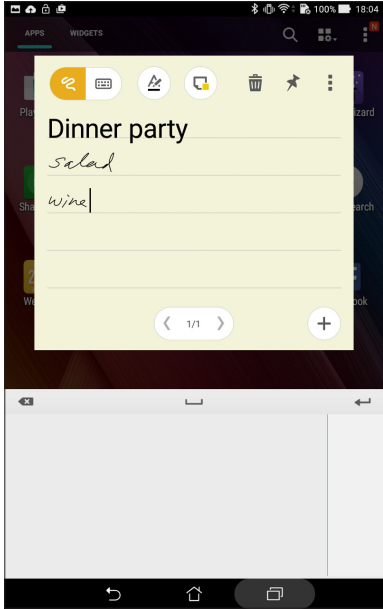 100% 18:04
APPS WIDGETS
N
Dinner party
salad
wine
1/1